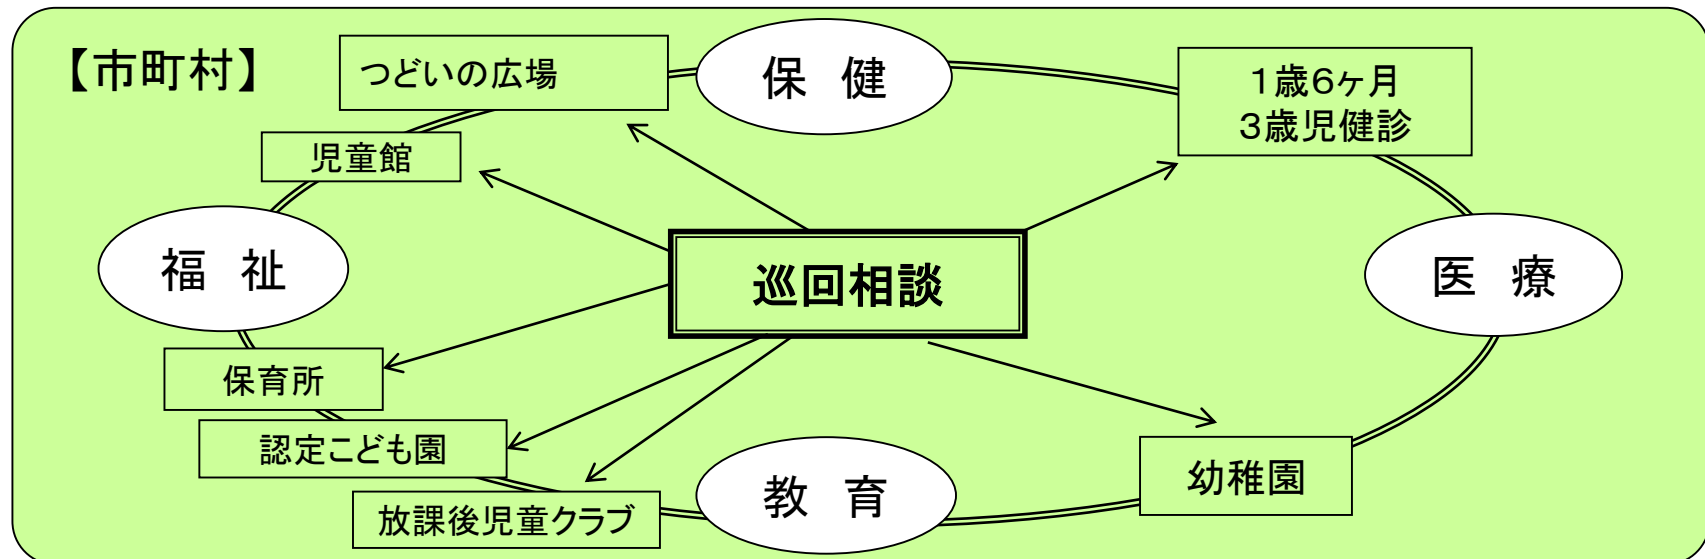 【市町村】
つどいの広場
保 健
1歳6ヶ月
3歳児健診
児童館
福 祉
巡回相談
医 療
保育所
認定こども園
幼稚園
教 育
放課後児童クラブ